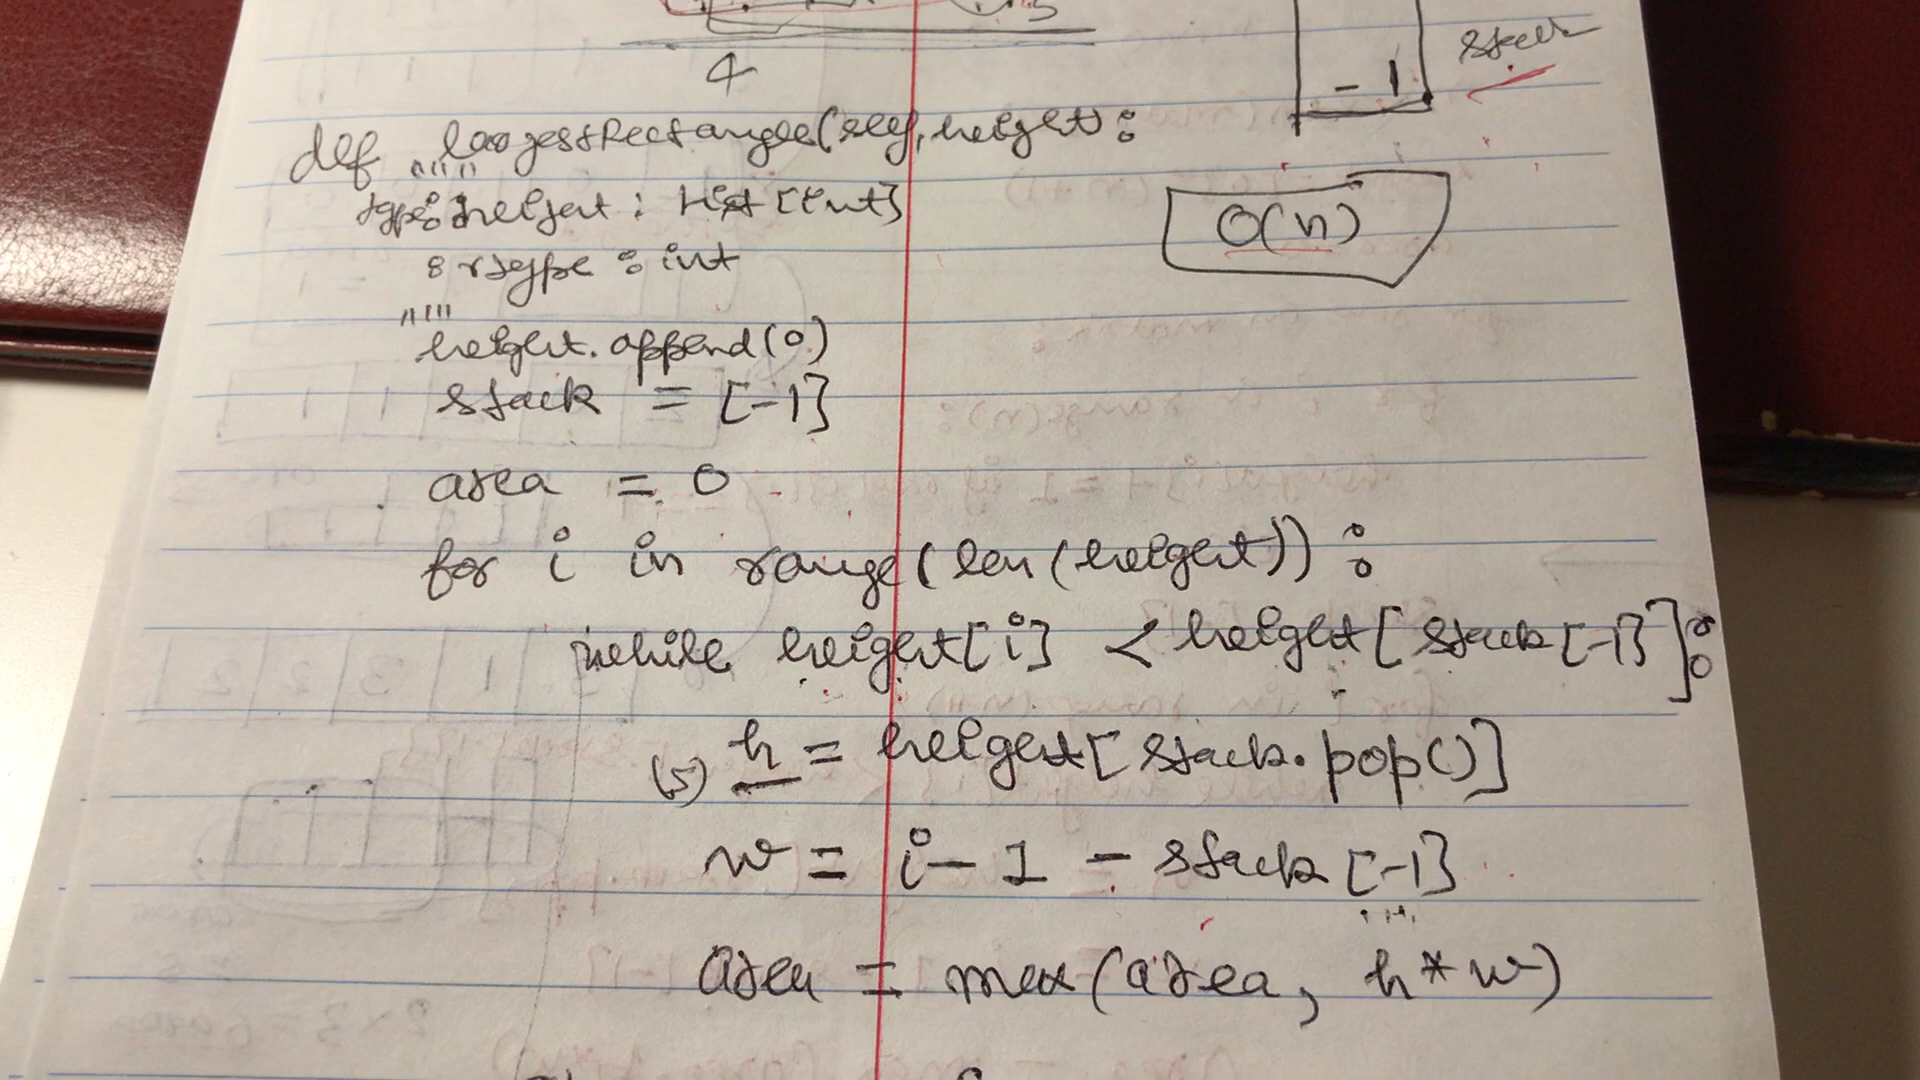 4
- 1
stack
def largestRectangle(self, height:
"""""
type: height : List [int]
: rtype : int
"""""
height.append(0)
O(n)
stack = [-1]
area = 0
for i in range(len(height)) :
while height[i] < height[stack[-1]]:
(5) h = height[stack.pop()]
w = i - 1 - stack [-1]
area = max(area, h*w)